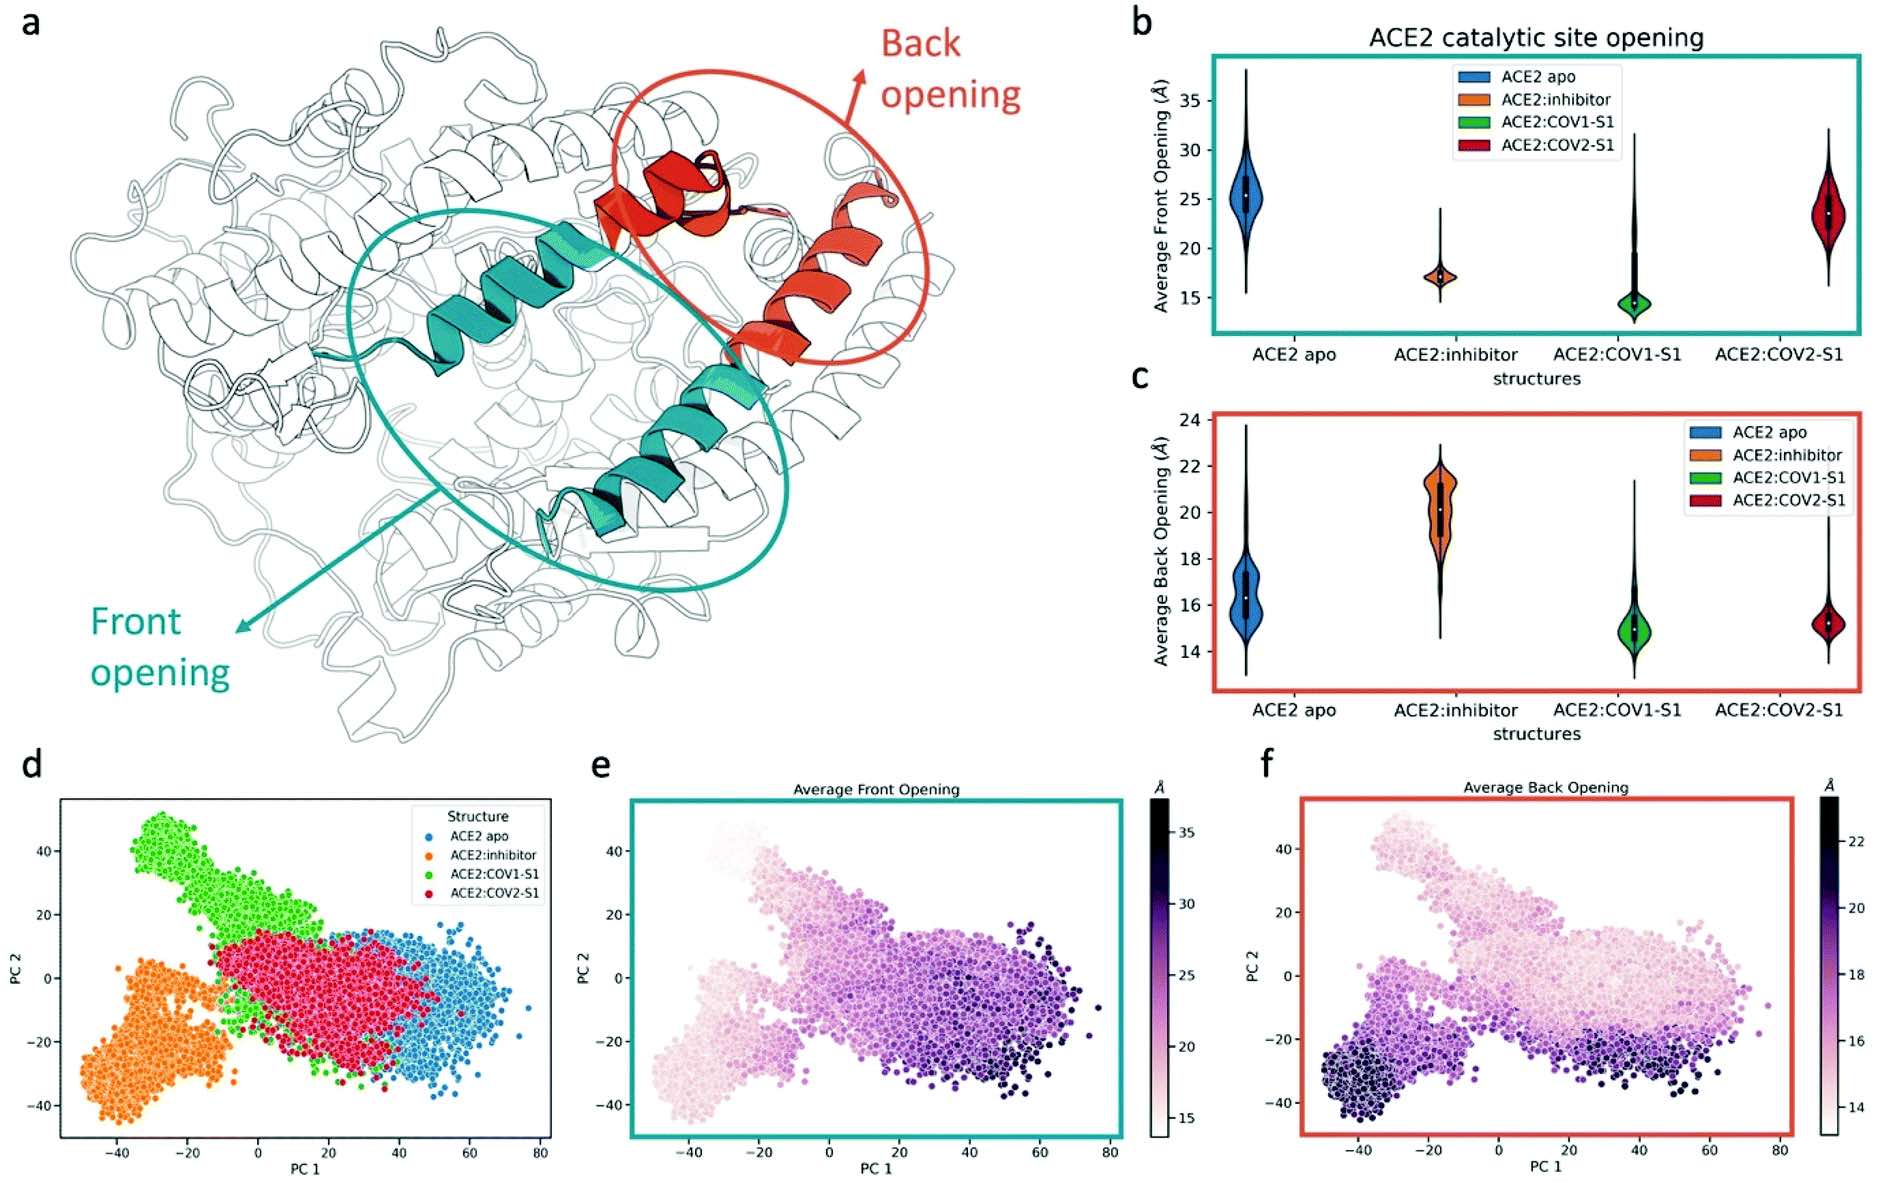 a
Back
opening
Front
opening
b
ACE2 catalytic site opening
Average Front Opening (Å)
35
30
25
20
15
ACE2 apo
ACE2:inhibitor
ACE2:COV1-S1
ACE2:COV2-S1
ACE2 apo ACE2:inhibitor ACE2:COV1-S1 ACE2:COV2-S1
structures
c
Average Back Opening (Å)
24
22
20
18
16
14
ACE2 apo
ACE2:inhibitor
ACE2:COV1-S1
ACE2:COV2-S1
ACE2 apo ACE2:inhibitor ACE2:COV1-S1 ACE2:COV2-S1
structures
d
Structure
ACE2 apo
ACE2:inhibitor
ACE2:COV1-S1
ACE2:COV2-S1
PC 2
40
20
0
−20
−40
−40 −20 0 20 40 60 80
PC 1
e
Average Front Opening
PC 2
40
20
0
−20
−40
−40 −20 0 20 40 60 80
PC 1
Å
35
30
25
20
15
f
Average Back Opening
PC 2
40
20
0
−20
−40
−40 −20 0 20 40 60 80
PC 1
Å
22
20
18
16
14